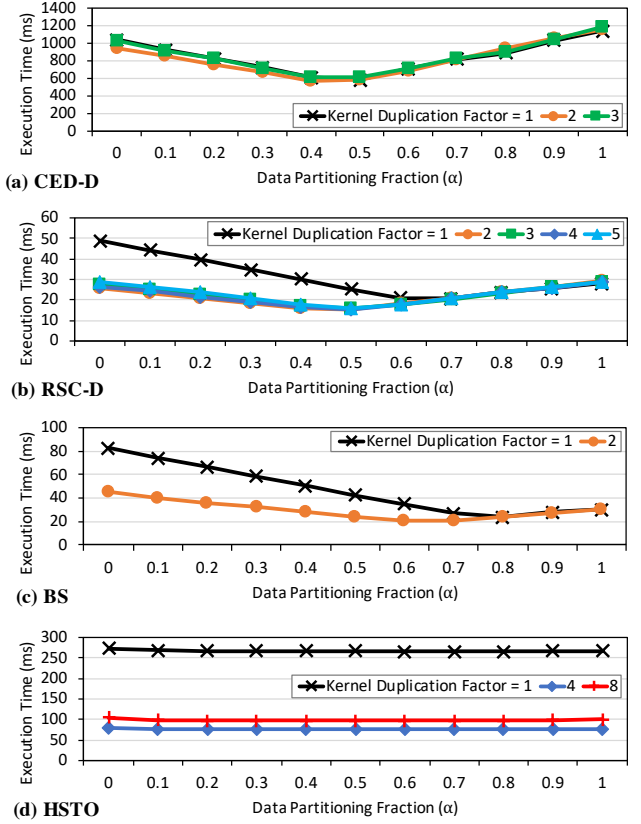 1400
1200
1000
800
600
400
200
0
Execution Time (ms)
Kernel Duplication Factor = 1 2 3
0 0.1 0.2 0.3 0.4 0.5 0.6 0.7 0.8 0.9 1
Data Partitioning Fraction (α)
(a) CED-D
60
50
40
30
20
10
0
Execution Time (ms)
Kernel Duplication Factor = 1 2 3 4 5
0 0.1 0.2 0.3 0.4 0.5 0.6 0.7 0.8 0.9 1
Data Partitioning Fraction (α)
(b) RSC-D
100
80
60
40
20
0
Execution Time (ms)
Kernel Duplication Factor = 1 2
0 0.1 0.2 0.3 0.4 0.5 0.6 0.7 0.8 0.9 1
Data Partitioning Fraction (α)
(c) BS
300
250
200
150
100
50
0
Execution Time (ms)
Kernel Duplication Factor = 1 4 8
0 0.1 0.2 0.3 0.4 0.5 0.6 0.7 0.8 0.9 1
Data Partitioning Fraction (α)
(d) HSTO